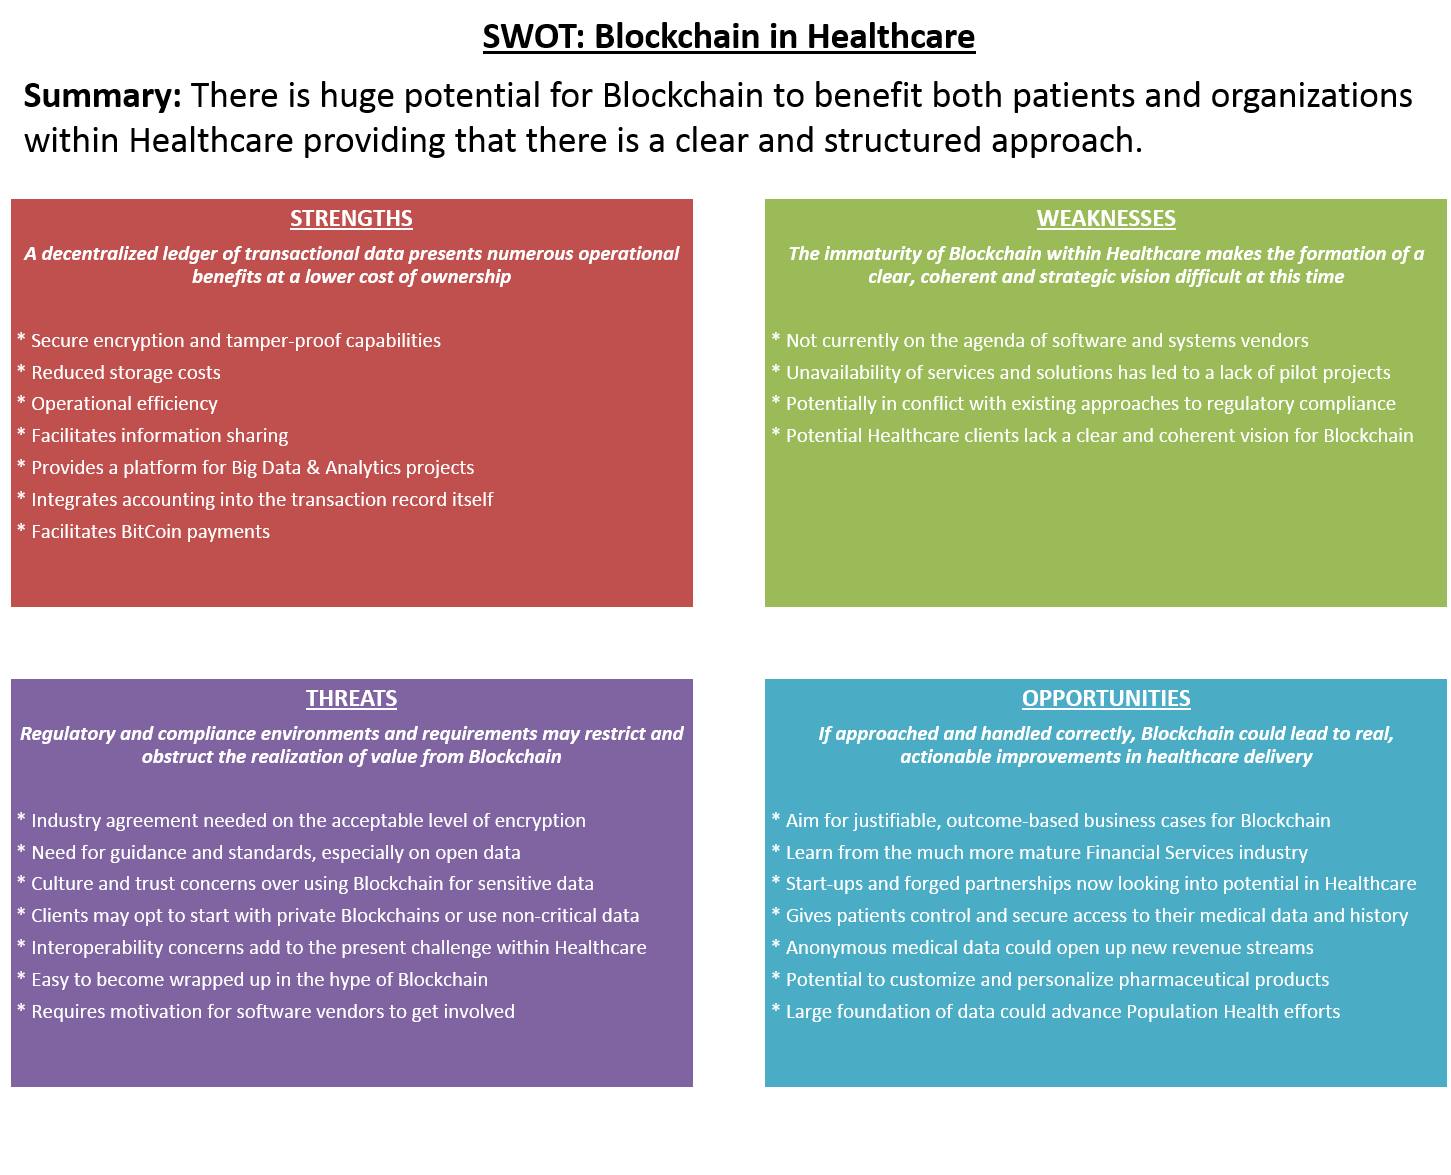 SWOT: Blockchain in Healthcare
Summary: There is huge potential for Blockchain to benefit both patients and organizations
within Healthcare providing that there is a clear and structured approach.
STRENGTHS
A decentralized ledger of transactional data presents numerous operational
benefits at a lower cost of ownership
* Secure encryption and tamper-proof capabilities
* Reduced storage costs
* Operational efficiency
* Facilitates information sharing
* Provides a platform for Big Data & Analytics projects
* Integrates accounting into the transaction record itself
* Facilitates BitCoin payments
WEAKNESSES
The immaturity of Blockchain within Healthcare makes the formation of a
clear, coherent and strategic vision difficult at this time
* Not currently on the agenda of software and systems vendors
* Unavailability of services and solutions has led to a lack of pilot projects
* Potentially in conflict with existing approaches to regulatory compliance
* Potential Healthcare clients lack a clear and coherent vision for Blockchain
THREATS
Regulatory and compliance environments and requirements may restrict and
obstruct the realization of value from Blockchain
* Industry agreement needed on the acceptable level of encryption
* Need for guidance and standards, especially on open data
* Culture and trust concerns over using Blockchain for sensitive data
* Clients may opt to start with private Blockchains or use non-critical data
* Interoperability concerns add to the present challenge within Healthcare
* Easy to become wrapped up in the hype of Blockchain
* Requires motivation for software vendors to get involved
OPPORTUNITIES
If approached and handled correctly, Blockchain could lead to real,
actionable improvements in healthcare delivery
* Aim for justifiable, outcome-based business cases for Blockchain
* Learn from the much more mature Financial Services industry
* Start-ups and forged partnerships now looking into potential in Healthcare
* Gives patients control and secure access to their medical data and history
* Anonymous medical data could open up new revenue streams
* Potential to customize and personalize pharmaceutical products
* Large foundation of data could advance Population Health efforts